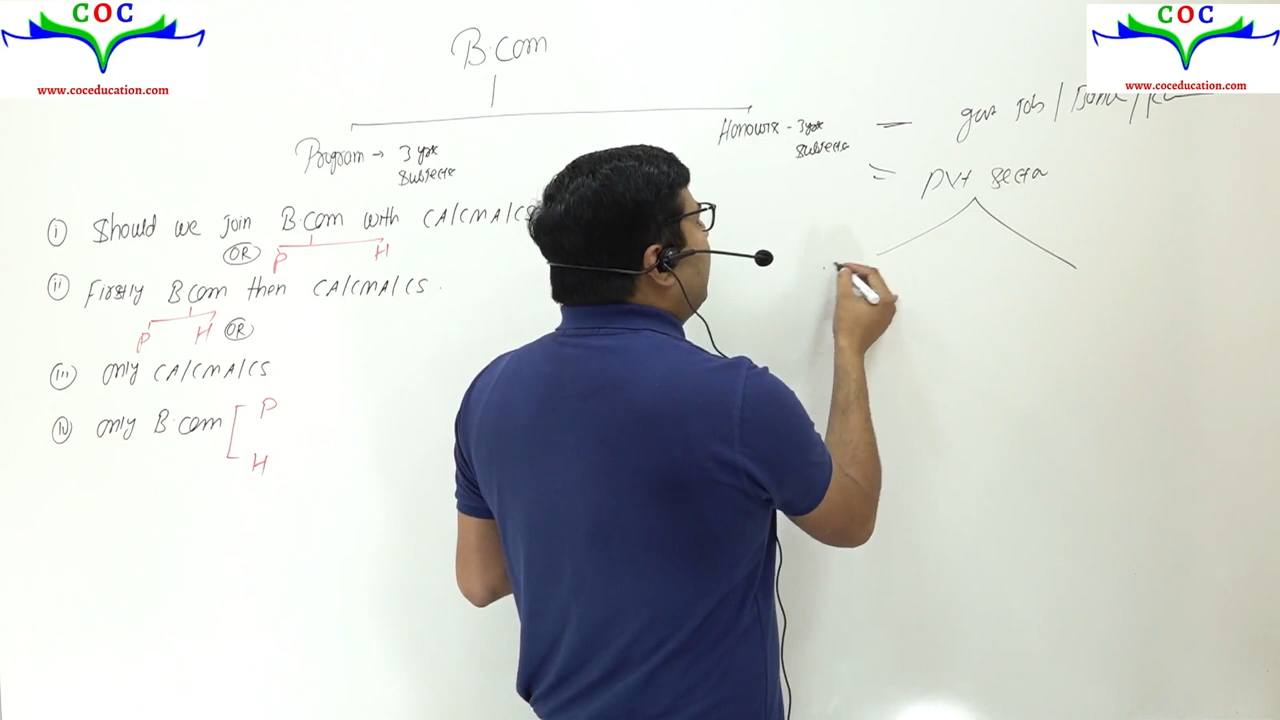 COC
www.coceducation.com
COC
www.coceducation.com
B.com
Program → 3 year
subjects
Honours - 3 year
subjects
- govt Job /
= pvt sector
(i) Should we join B.com with CA/CMA/CS
P H
(OR)
(ii) Firstly B.com then CA/CMA/CS.
P H
(OR)
(iii) only CA/CMA/CS
(iv) only B.com
P
H